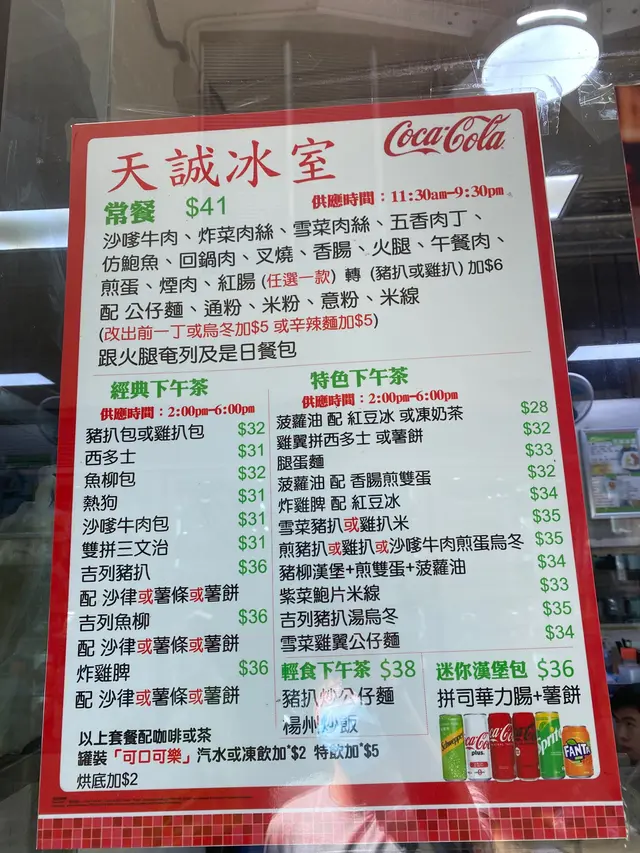 Coca-Cola
天誠冰室
常餐 $41
供應時間：11:30am-9:30pm
沙嗲牛肉、炸菜肉絲、雪菜肉絲、五香肉丁、
仿鮑魚、回鍋肉、叉燒、香腸、火腿、午餐肉、
煎蛋、煙肉、紅腸 (任選一款) 轉 (豬扒或雞扒) 加$6
配 公仔麵、通粉、米粉、意粉、米線
(改出前一丁或烏冬加$5 或辛辣麵加$5)
跟火腿奄列及是日餐包
經典下午茶
供應時間：2:00pm-6:00pm
豬扒包或雞扒包 $32
西多士 $31
魚柳包 $32
熱狗 $31
沙嗲牛肉包 $31
雙拼三文治 $31
吉列豬扒 $36
配 沙律或薯條或薯餅
吉列魚柳 $36
配 沙律或薯條或薯餅
炸雞脾 $36
配 沙律或薯條或薯餅
特色下午茶
供應時間：2:00pm-6:00pm
菠蘿油 配 紅豆冰 或凍奶茶 $28
雞翼拼西多士 或薯餅 $32
腿蛋麵 $33
菠蘿油 配 香腸煎雙蛋 $32
炸雞脾 配 紅豆冰 $34
雪菜豬扒或雞扒米 $35
煎豬扒或雞扒或沙嗲牛肉煎蛋烏冬 $35
豬柳漢堡+煎雙蛋+菠蘿油 $34
紫菜鮑片米線 $33
吉列豬扒湯烏冬 $35
雪菜雞翼公仔麵 $34
輕食下午茶 $38
豬扒炒公仔麵
楊州炒飯
迷你漢堡包 $36
拼司華力腸+薯餅
以上套餐配咖啡或茶
罐裝「可口可樂」汽水或凍飲加*$2 特飲加*$5
烘底加$2
Schweppes
Coca-Cola
plus
Sprite
FANTA